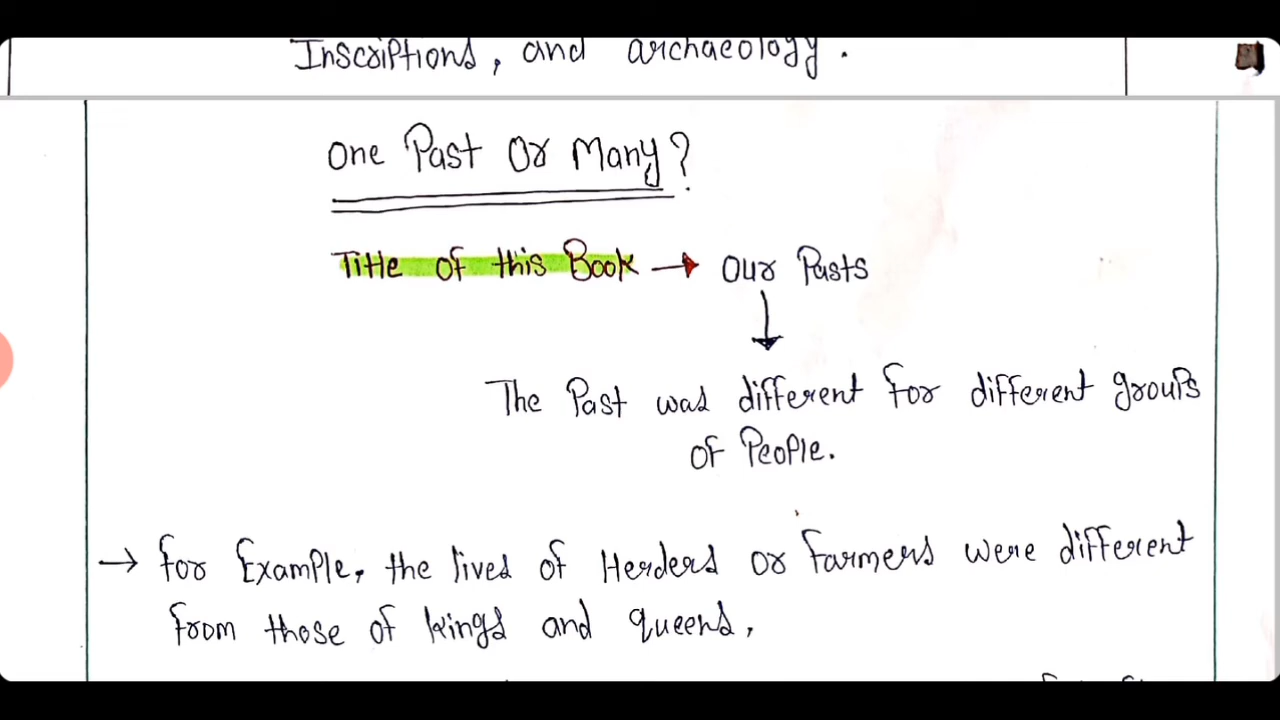 Inscriptions, and archaeology.
One Past Or Many?
Title of this Book → Our Pasts
↓
The Past was different for different groups
of People.
→ for Example, the lives of Herders or farmers were different
from those of kings and queens,